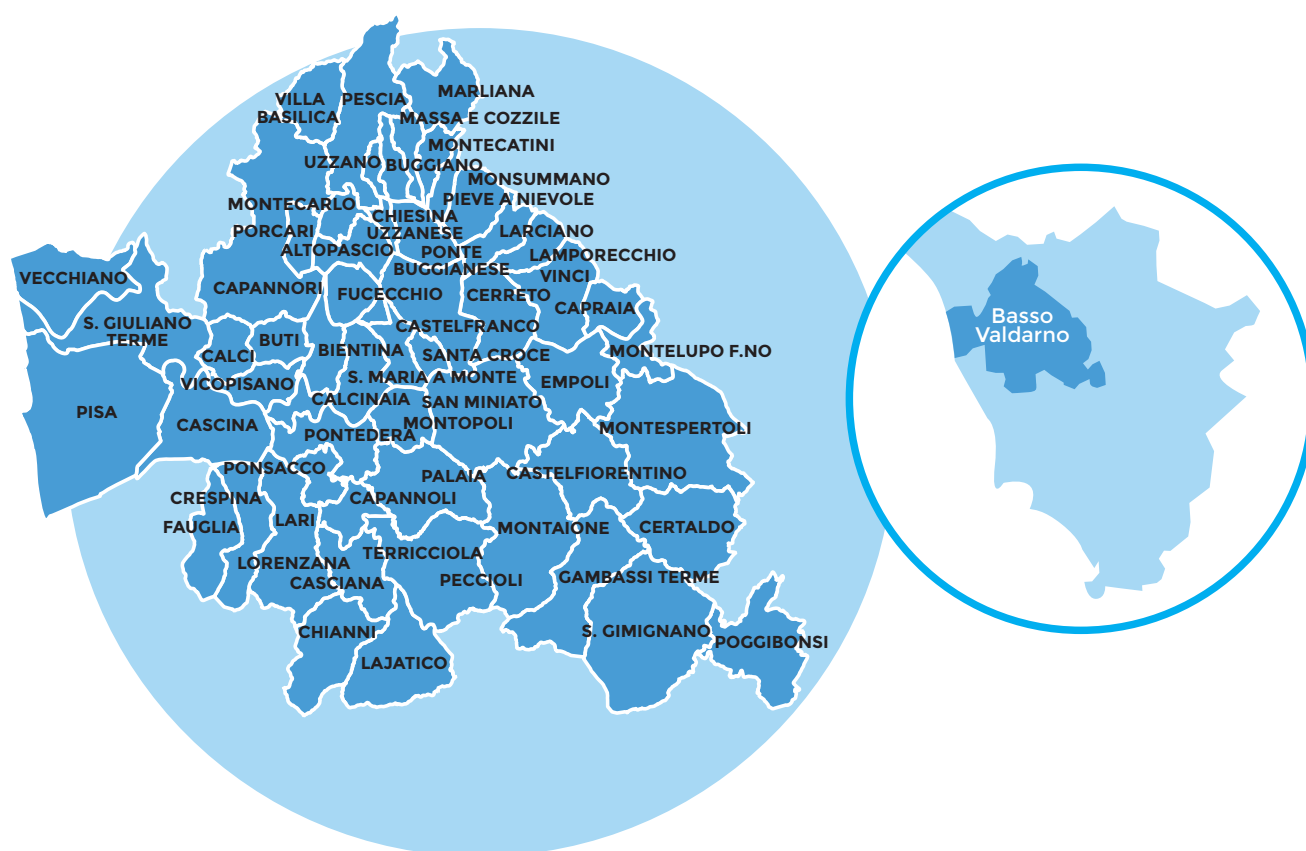 MARLIANA
VILLA
BASILICA
PESCIA
MASSA E COZZILE
MONTECATINI
UZZANO
BUGGIANO
MONSUMMANO
PIEVE A NIEVOLE
MONTECARLO
CHIESINA
UZZANESE
PORCARI
LARCIANO
ALTOPASCIO
PONTE
BUGGIANESE
LAMPORECCHIO
VINCI
VECCHIANO
CAPANNORI
FUCECCHIO
CERRETO
CAPRAIA
S. GIULIANO
TERME
CASTELFRANCO
BUTI
BIENTINA
CALCI
SANTA CROCE
MONTELUPO F.NO
S. MARIA A MONTE
EMPOLI
VICOPISANO
CALCINAIA
SAN MINIATO
PISA
CASCINA
MONTOPOLI
PONTEDERA
MONTESPERTOLI
PONSACCO
PALAIA
CASTELFIORENTINO
CRESPINA
CAPANNOLI
FAUGLIA
LARI
MONTAIONE
CERTALDO
TERRICCIOLA
LORENZANA
CASCIANA
PECCIOLI
GAMBASSI TERME
CHIANNI
S. GIMIGNANO
POGGIBONSI
LAJATICO
Basso
Valdarno